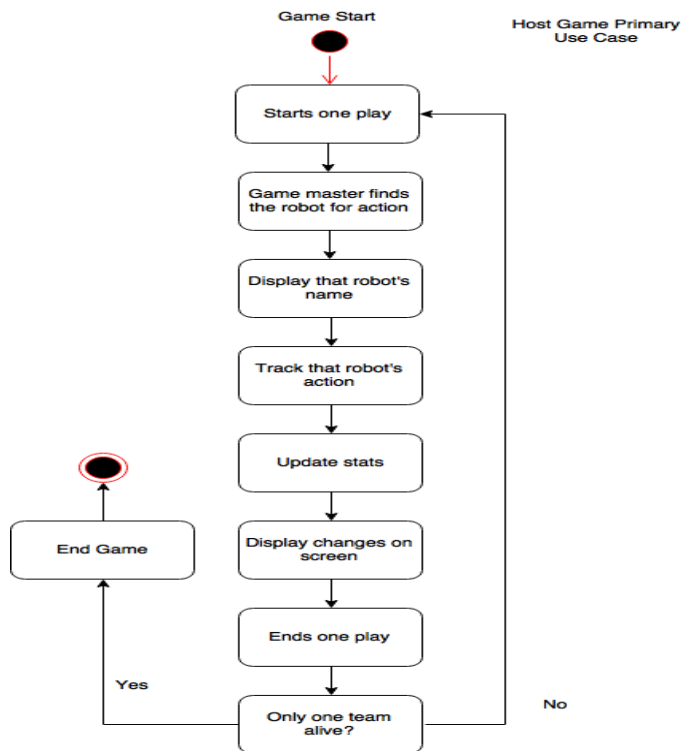 Game Start
Host Game Primary
Use Case
Starts one play
Game master finds
the robot for action
Display that robot's
name
Track that robot's
action
Update stats
Display changes on
screen
End Game
Ends one play
Yes
Only one team
alive?
No